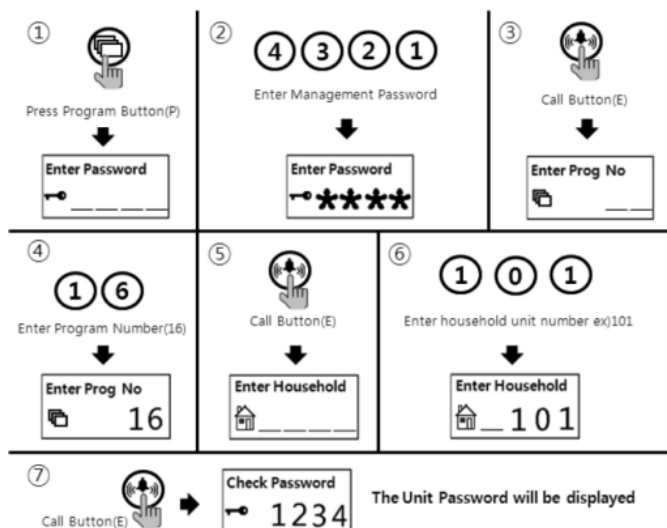 ①
Press Program Button(P)
Enter Password
_ _ _ _
②
4 3 2 1
Enter Management Password
Enter Password
****
③
Call Button(E)
Enter Prog No
_ _
④
1 6
Enter Program Number(16)
Enter Prog No
16
⑤
Call Button(E)
Enter Household
_ _ _ _
⑥
1 0 1
Enter household unit number ex)101
Enter Household
_ 1 0 1
⑦
Call Button(E)
Check Password
1234
The Unit Password will be displayed